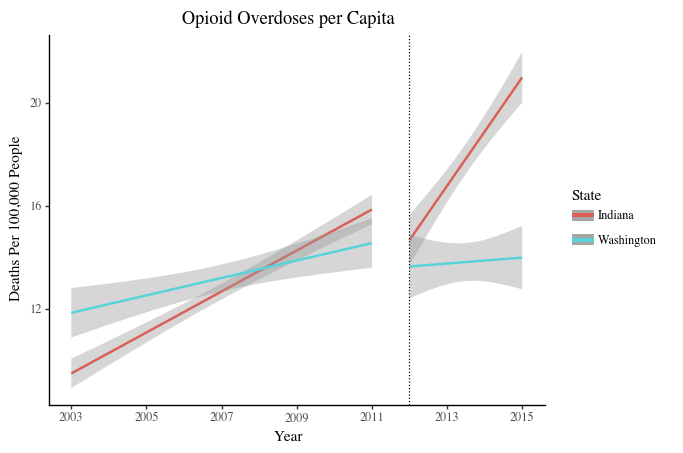 Opioid Overdoses per Capita
Deaths Per 100,000 People
20
16
12
2003 2005 2007 2009 2011 2013 2015
Year
State
Indiana
Washington